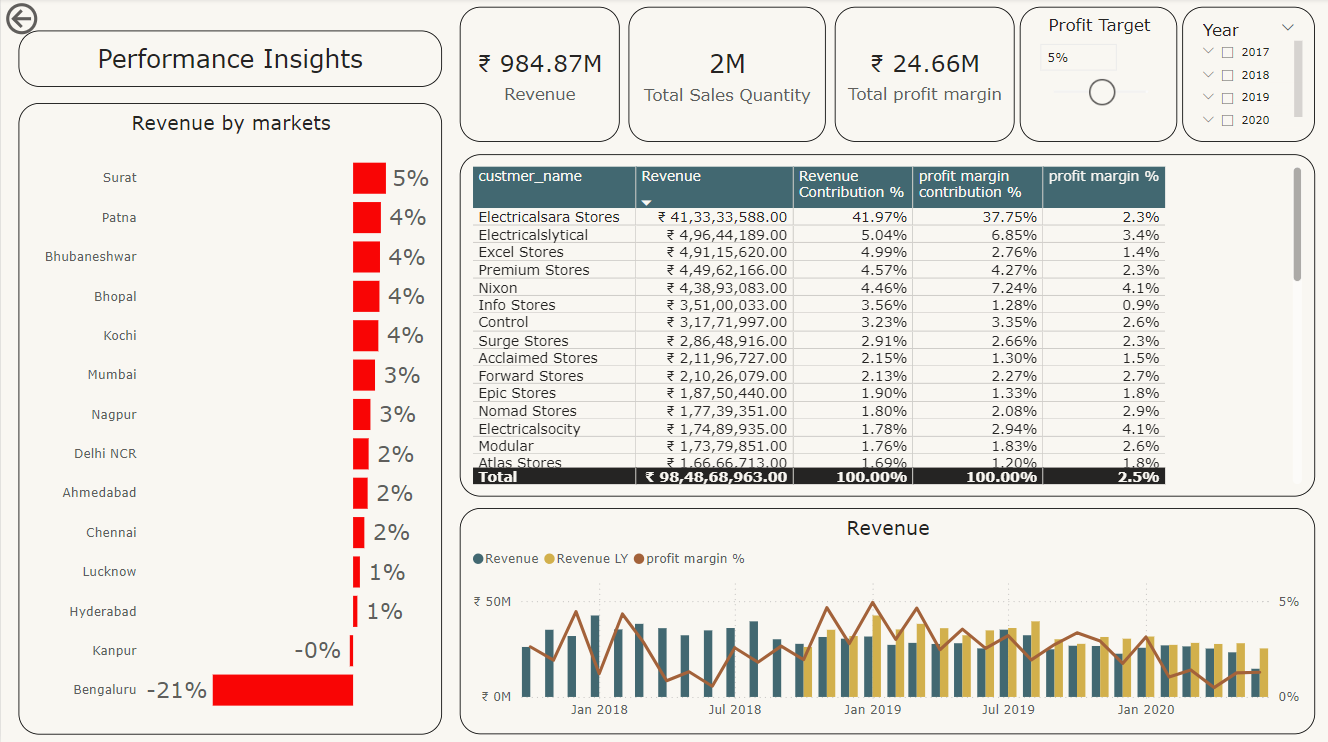 Performance Insights
Revenue by markets
Surat 5%
Patna 4%
Bhubaneshwar 4%
Bhopal 4%
Kochi 4%
Mumbai 3%
Nagpur 3%
Delhi NCR 2%
Ahmedabad 2%
Chennai 2%
Lucknow 1%
Hyderabad 1%
Kanpur -0%
Bengaluru -21%
₹ 984.87M
Revenue
2M
Total Sales Quantity
₹ 24.66M
Total profit margin
Profit Target
5%
Year
2017
2018
2019
2020
custmer_name Revenue Revenue Contribution % profit margin contribution % profit margin %
Electricalsara Stores ₹ 41,33,33,588.00 41.97% 37.75% 2.3%
Electricalslytical ₹ 4,96,44,189.00 5.04% 6.85% 3.4%
Excel Stores ₹ 4,91,15,620.00 4.99% 2.76% 1.4%
Premium Stores ₹ 4,49,62,166.00 4.57% 4.27% 2.3%
Nixon ₹ 4,38,93,083.00 4.46% 7.24% 4.1%
Info Stores ₹ 3,51,00,033.00 3.56% 1.28% 0.9%
Control ₹ 3,17,71,997.00 3.23% 3.35% 2.6%
Surge Stores ₹ 2,86,48,916.00 2.91% 2.66% 2.3%
Acclaimed Stores ₹ 2,11,96,727.00 2.15% 1.30% 1.5%
Forward Stores ₹ 2,10,26,079.00 2.13% 2.27% 2.7%
Epic Stores ₹ 1,87,50,440.00 1.90% 1.33% 1.8%
Nomad Stores ₹ 1,77,39,351.00 1.80% 2.08% 2.9%
Electricalsocity ₹ 1,74,89,935.00 1.78% 2.94% 4.1%
Modular ₹ 1,73,79,851.00 1.76% 1.83% 2.6%
Atlas Stores ₹ 1,66,66,713.00 1.69% 1.20% 1.8%
Total ₹ 98,48,68,963.00 100.00% 100.00% 2.5%
Revenue
Revenue Revenue LY profit margin %
₹ 50M 5%
₹ 0M 0%
Jan 2018 Jul 2018 Jan 2019 Jul 2019 Jan 2020